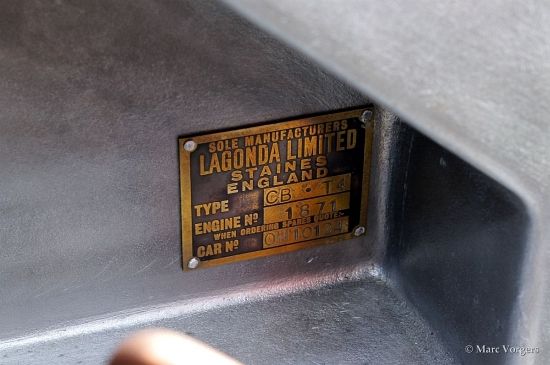 SOLE MANUFACTURERS
LAGONDA LIMITED
STAINES
ENGLAND
TYPE CB · T4
ENGINE Nº 1871
WHEN ORDERING SPARES QUOTE:-
CAR Nº
© Marc Vorgers